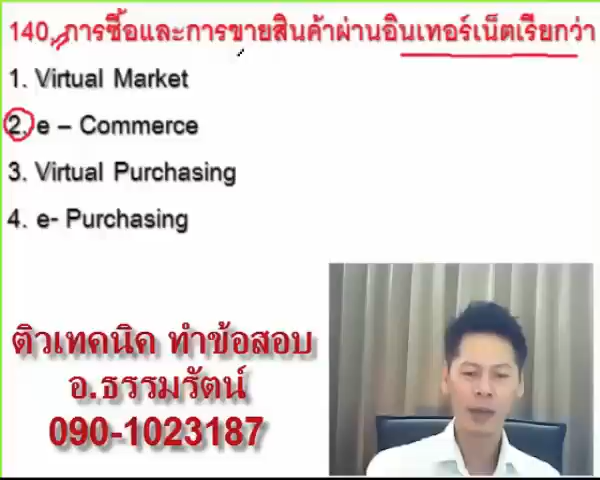 140. การซื้อและการขายสินค้าผ่านอินเทอร์เน็ตเรียกว่า
1. Virtual Market
2. e – Commerce
3. Virtual Purchasing
4. e- Purchasing
ติวเทคนิค ทำข้อสอบ
อ.ธรรมรัตน์
090-1023187